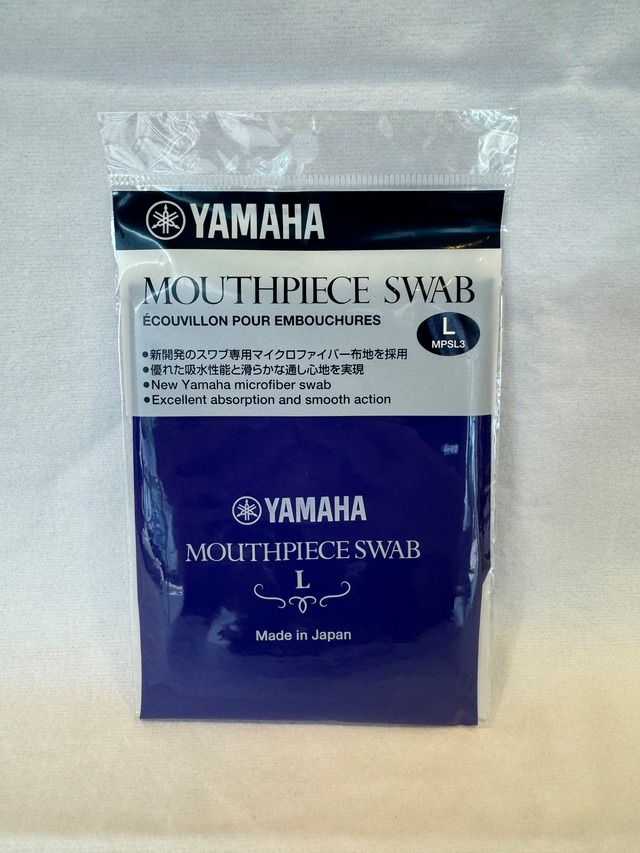 YAMAHA
MOUTHPIECE SWAB
ÉCOUVILLON POUR EMBOUCHURES
L
MPSL3
●新開発のスワブ専用マイクロファイバー布地を採用
●優れた吸水性能と滑らかな通し心地を実現
●New Yamaha microfiber swab
●Excellent absorption and smooth action
YAMAHA
MOUTHPIECE SWAB
L
Made in Japan